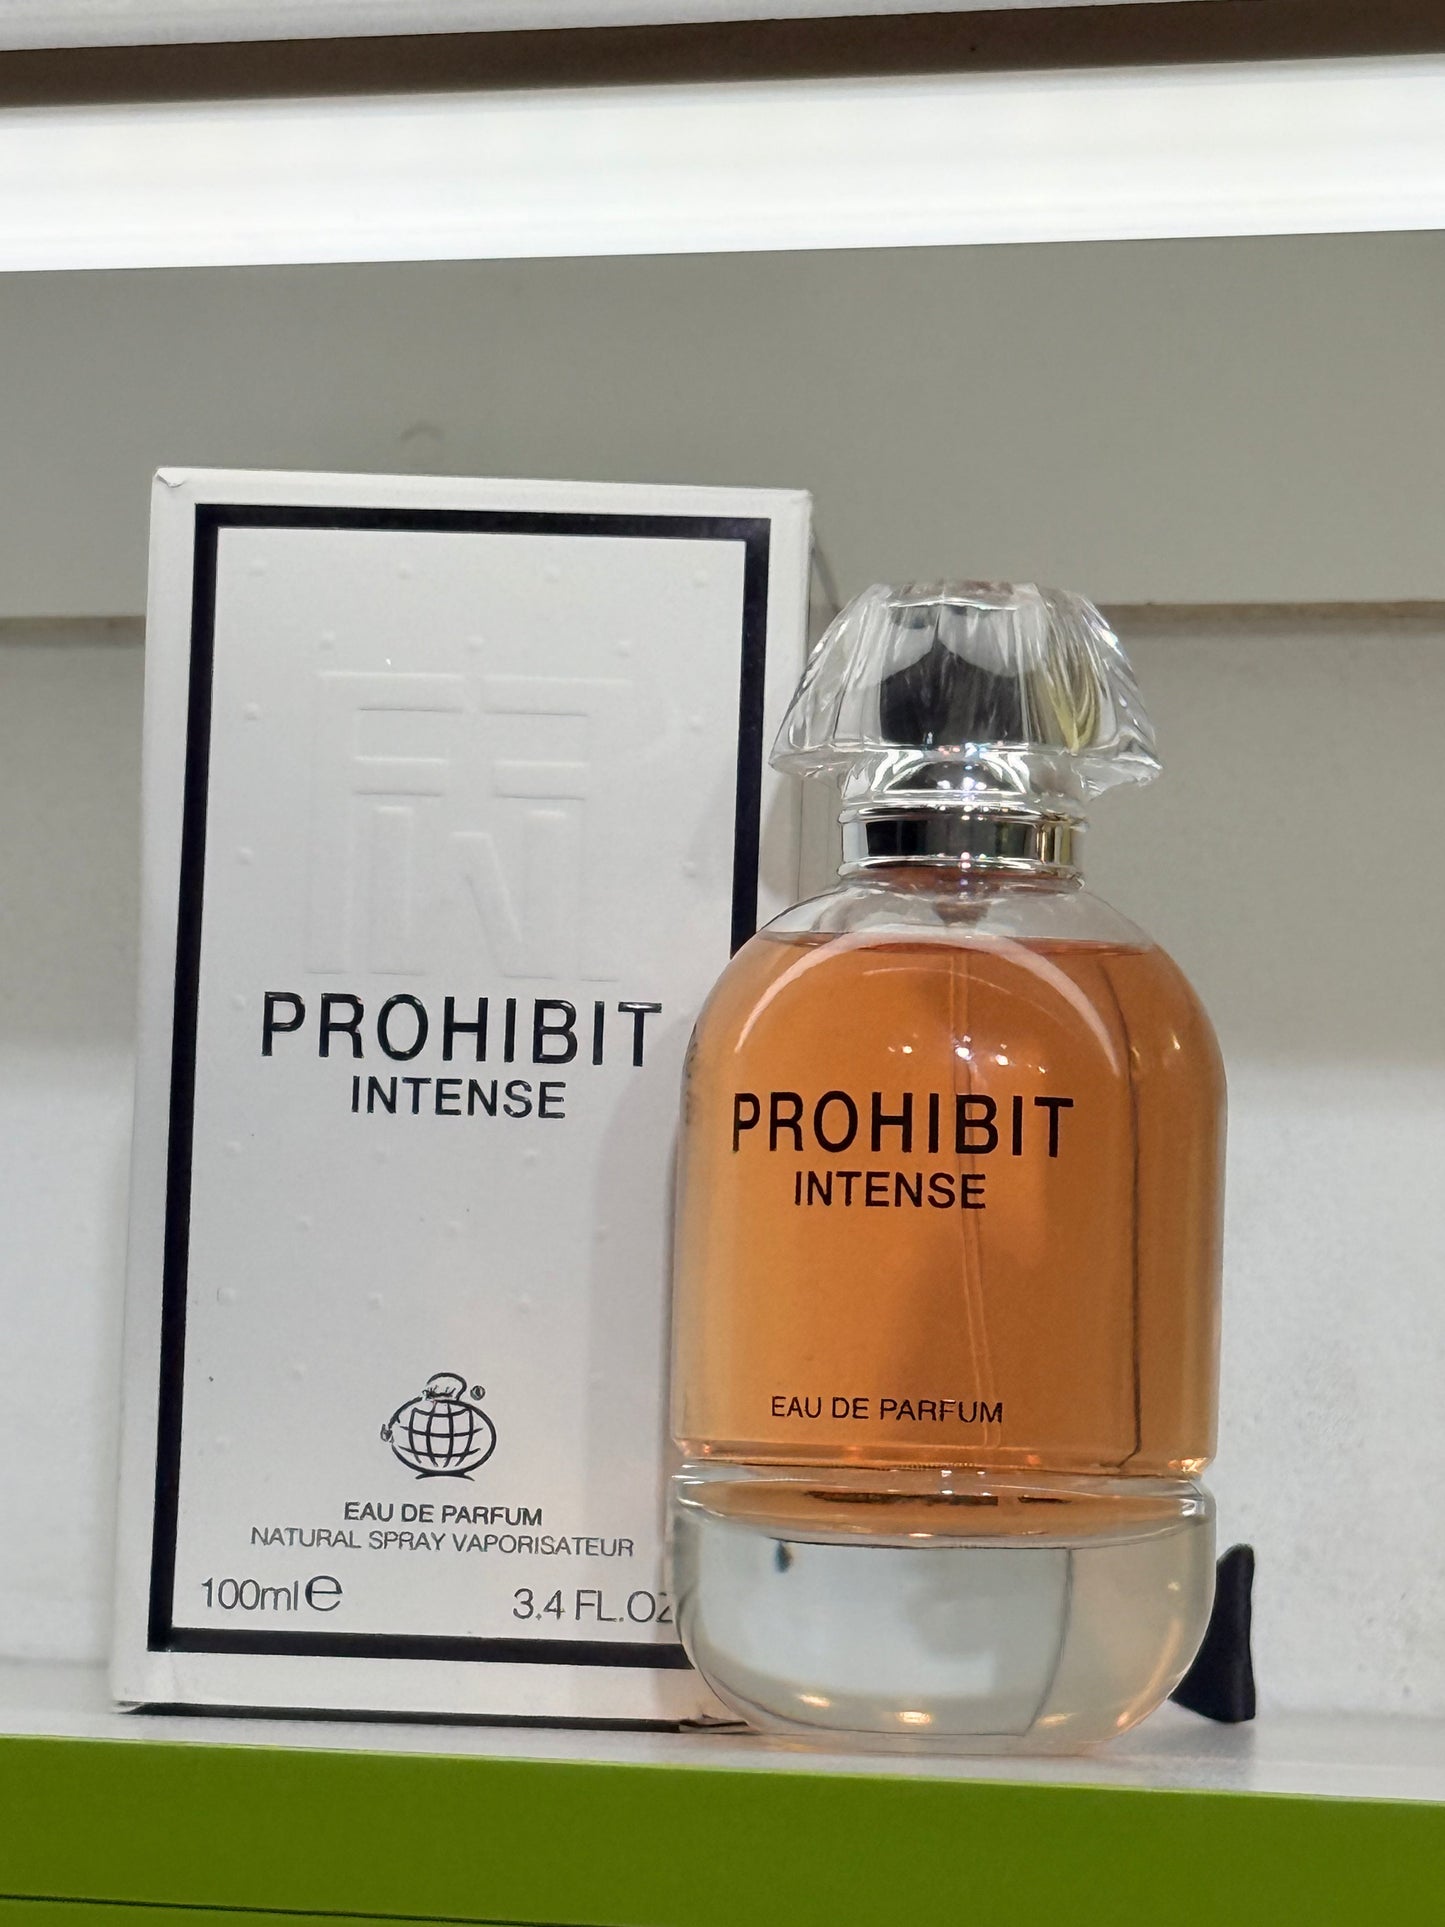 PROHIBIT
INTENSE
EAU DE PARFUM
NATURAL SPRAY VAPORISATEUR
100ml e
3.4 FL.OZ
PROHIBIT
INTENSE
EAU DE PARFUM